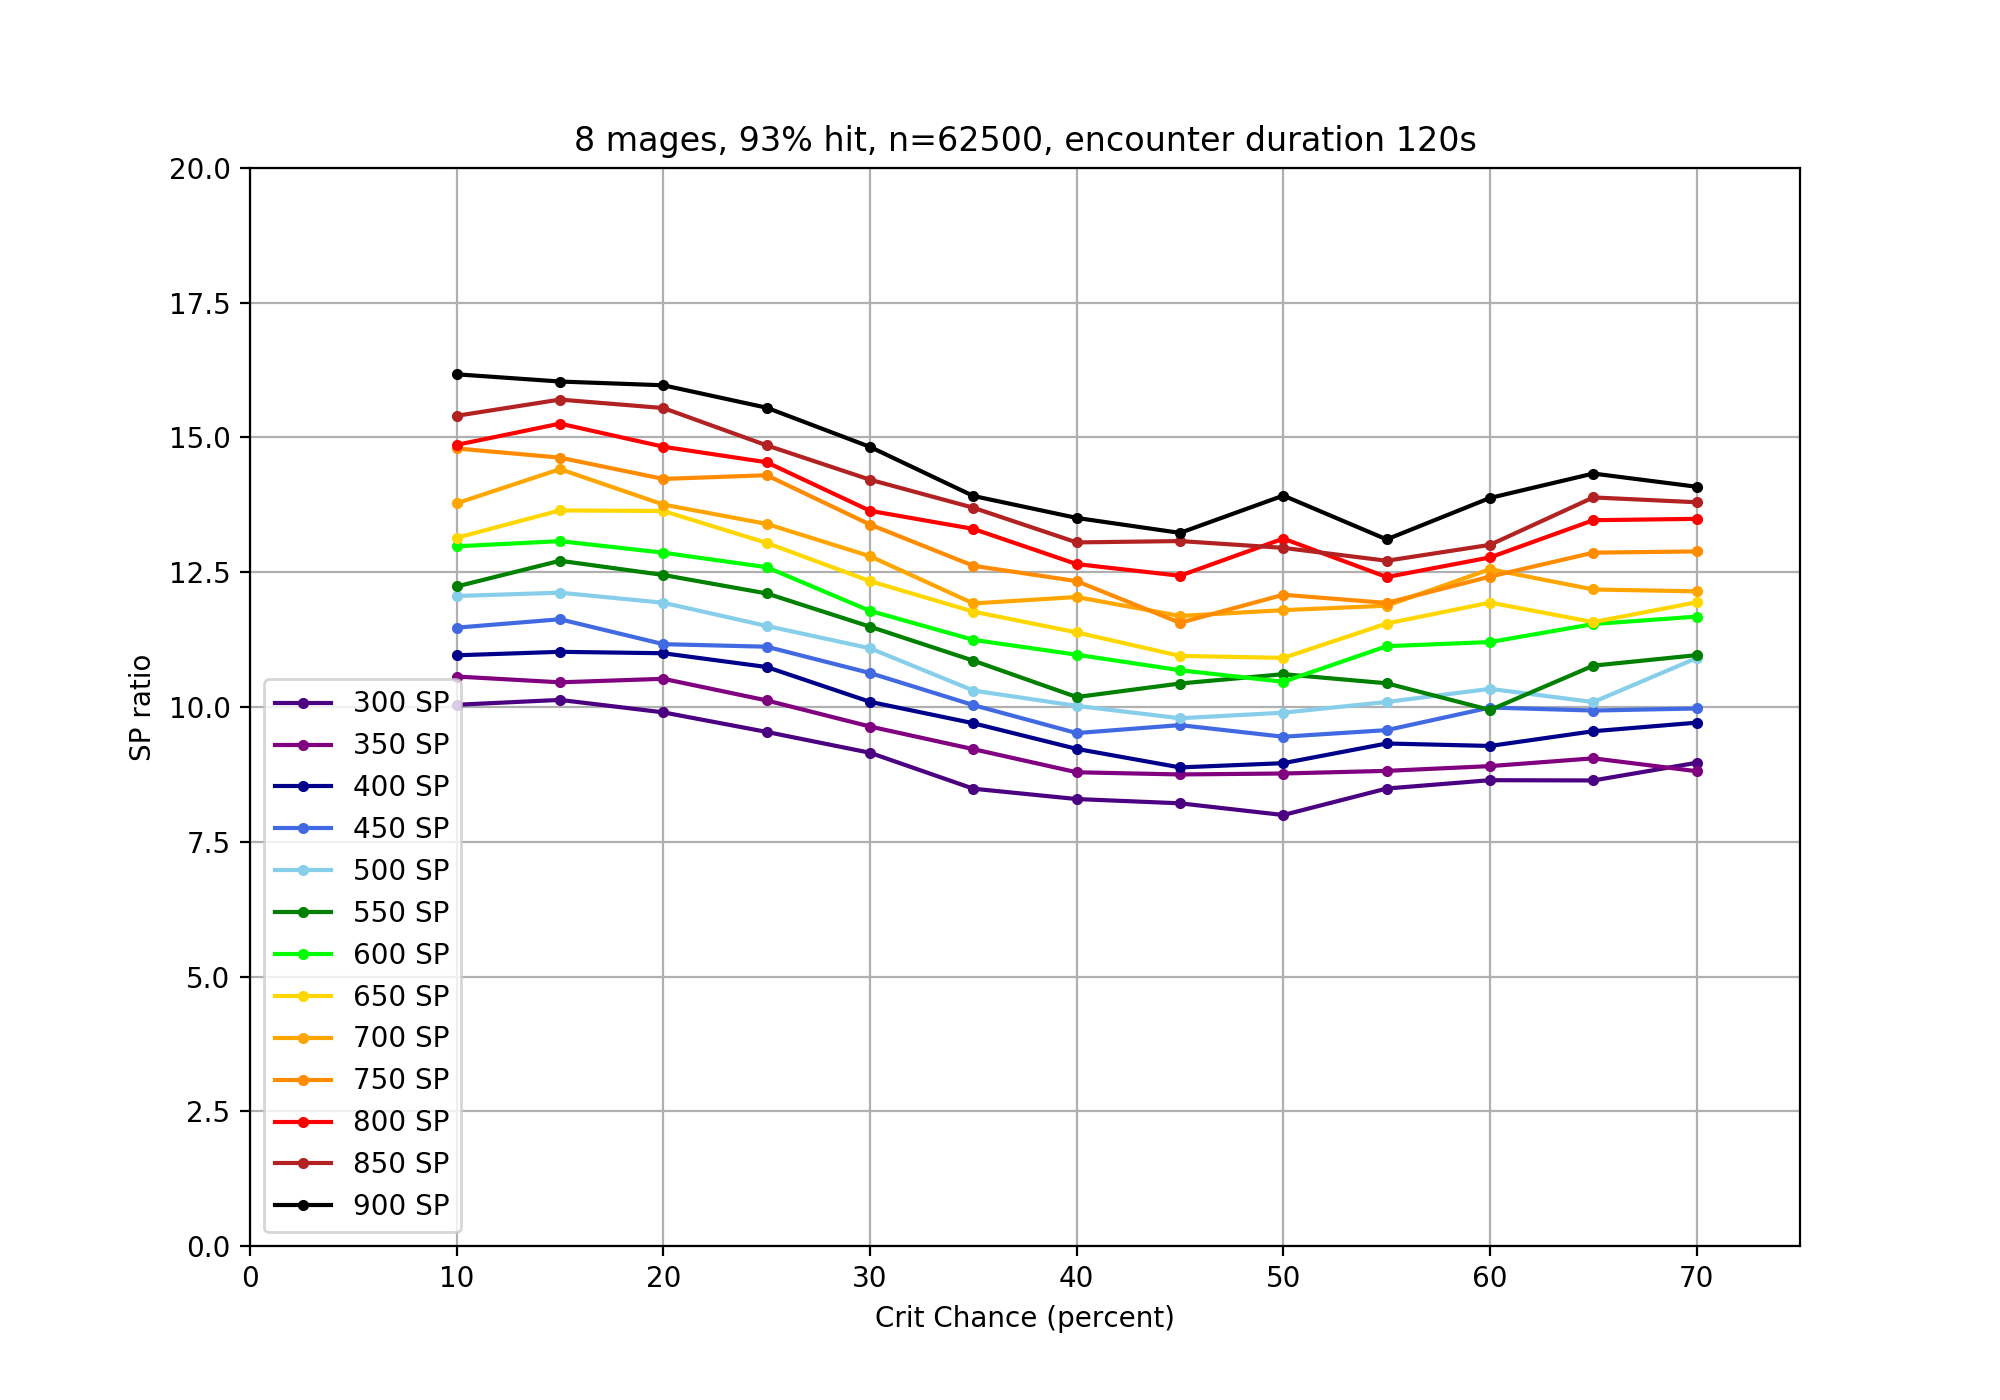 8 mages, 93% hit, n=62500, encounter duration 120s
20.0
17.5
15.0
12.5
10.0
7.5
5.0
2.5
0.0
SP ratio
300 SP
350 SP
400 SP
450 SP
500 SP
550 SP
600 SP
650 SP
700 SP
750 SP
800 SP
850 SP
900 SP
0 10 20 30 40 50 60 70
Crit Chance (percent)